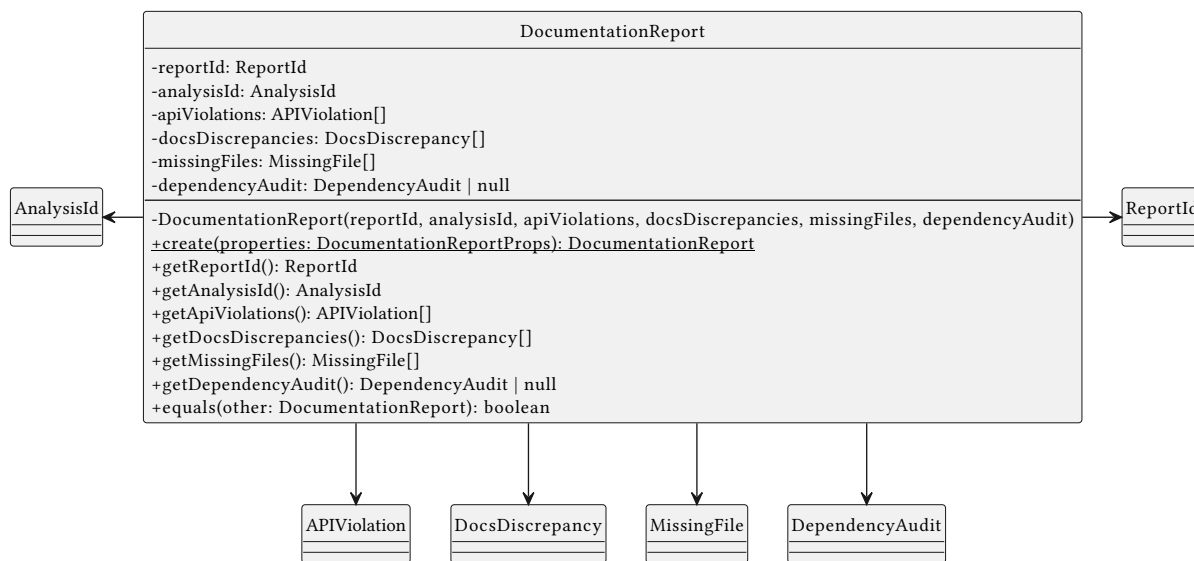 DocumentationReport
-reportId: ReportId
-analysisId: AnalysisId
-apiViolations: APIViolation[]
-docsDiscrepancies: DocsDiscrepancy[]
-missingFiles: MissingFile[]
-dependencyAudit: DependencyAudit | null
AnalysisId
ReportId
-DocumentationReport(reportId, analysisId, apiViolations, docsDiscrepancies, missingFiles, dependencyAudit)
+create(properties: DocumentationReportProps): DocumentationReport
+getReportId(): ReportId
+getAnalysisId(): AnalysisId
+getApiViolations(): APIViolation[]
+getDocsDiscrepancies(): DocsDiscrepancy[]
+getMissingFiles(): MissingFile[]
+getDependencyAudit(): DependencyAudit | null
+equals(other: DocumentationReport): boolean
APIViolation
DocsDiscrepancy
MissingFile
DependencyAudit